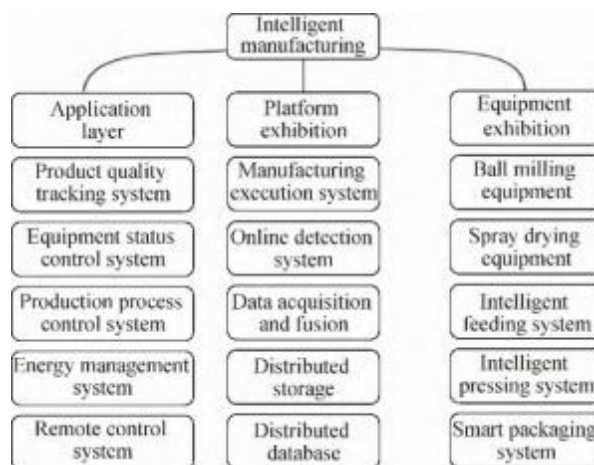 Intelligent
manufacturing
Application
layer
Product quality
tracking system
Equipment status
control system
Production process
control system
Energy management
system
Remote control
system
Platform
exhibition
Manufacturing
execution system
Online detection
system
Data acquisition
and fusion
Distributed
storage
Distributed
database
Equipment
exhibition
Ball milling
equipment
Spray drying
equipment
Intelligent
feeding system
Intelligent
pressing system
Smart packaging
system